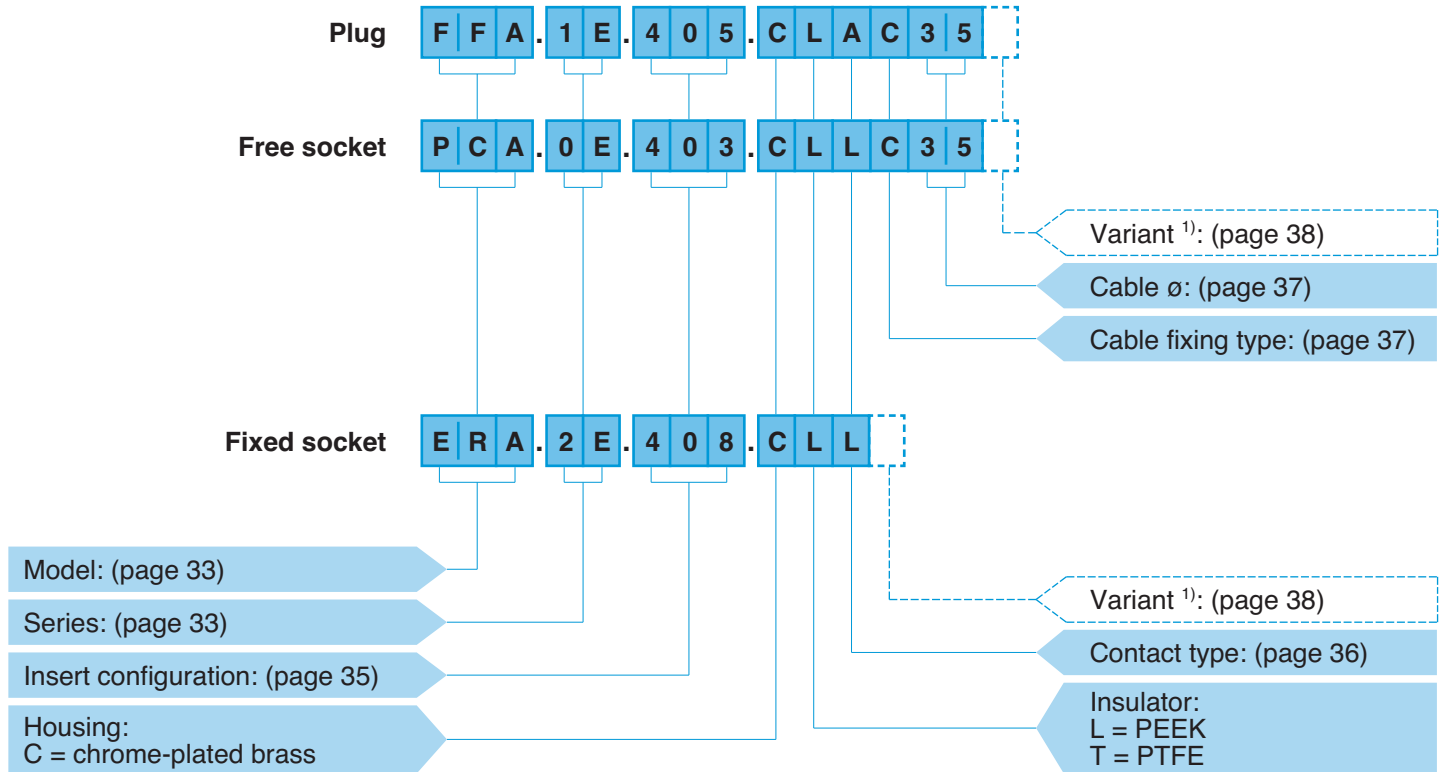 Plug FFA.1E.405.CLAC35
Free socket PCA.0E.403.CLLC35
Variant 1): (page 38)
Cable ø: (page 37)
Cable fixing type: (page 37)
Fixed socket ERA.2E.408.CLL
Model: (page 33)
Series: (page 33)
Insert configuration: (page 35)
Housing:
C = chrome-plated brass
Variant 1): (page 38)
Contact type: (page 36)
Insulator:
L = PEEK
T = PTFE